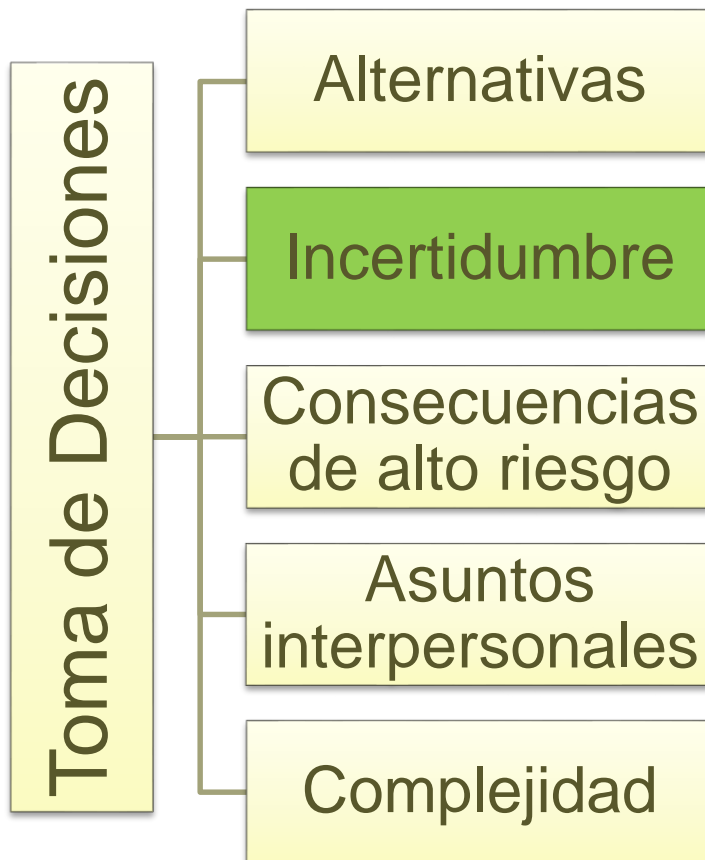 Toma de Decisiones
Alternativas
Incertidumbre
Consecuencias
de alto riesgo
Asuntos
interpersonales
Complejidad